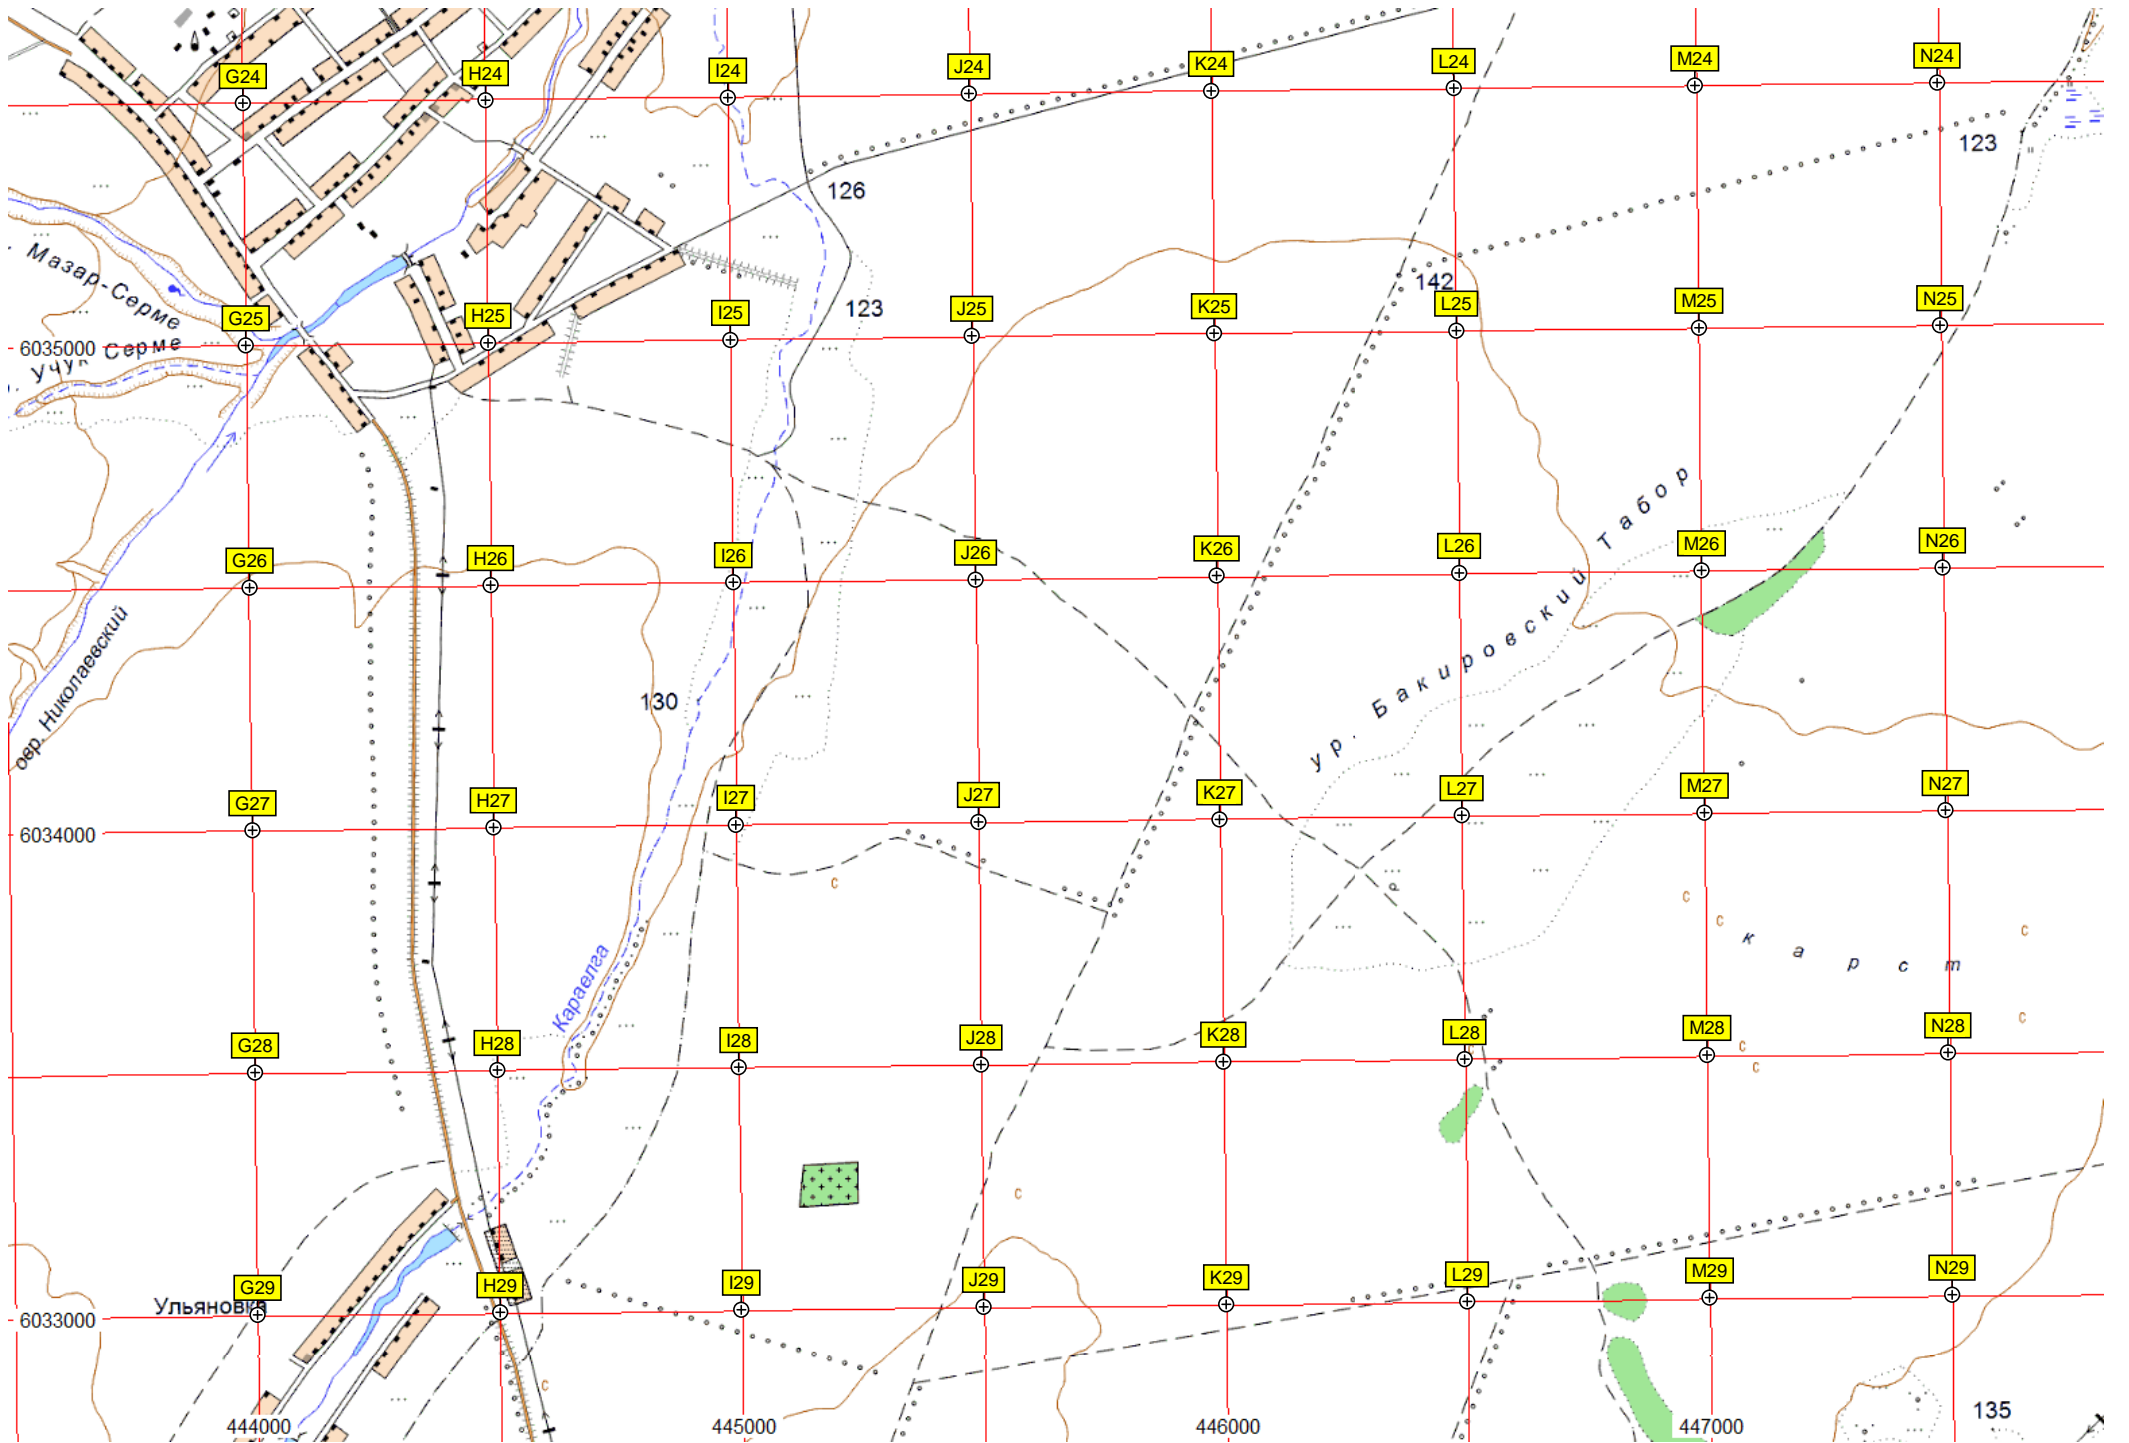 G24
H24
I24
J24
K24
L24
M24
N24
123
126
Мазар-Серме
142
123
G25
H25
I25
J25
K25
L25
M25
N25
6035000
Учук Серме
ур. Бакировский Табор
G26
H26
I26
J26
K26
L26
M26
N26
овр. Николаевский
130
G27
H27
I27
J27
K27
L27
M27
N27
6034000
с
с
с
с
карст
Караелга
с
G28
H28
I28
J28
K28
L28
M28
N28
с
с
с
G29
H29
I29
J29
K29
L29
M29
N29
Ульяновка
6033000
с
135
444000
445000
446000
447000